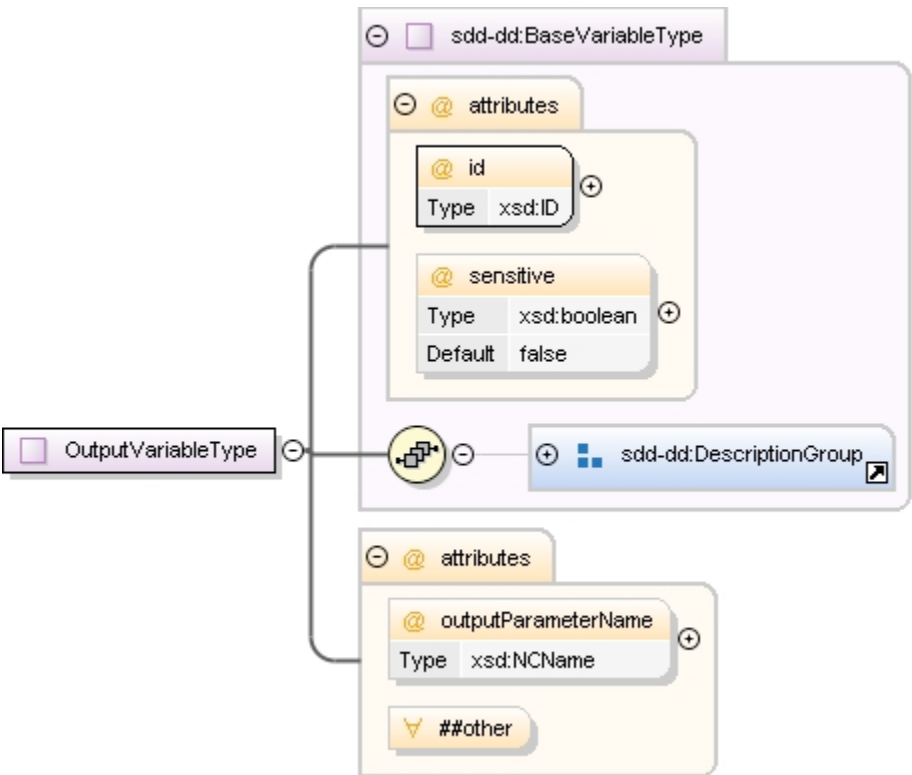 sdd-dd:BaseVariableType
@ attributes
@ id
Type xsd:ID
@ sensitive
Type xsd:boolean
Default false
OutputVariableType
sdd-dd:DescriptionGroup
@ attributes
@ outputParameterName
Type xsd:NCName
∀ ##other